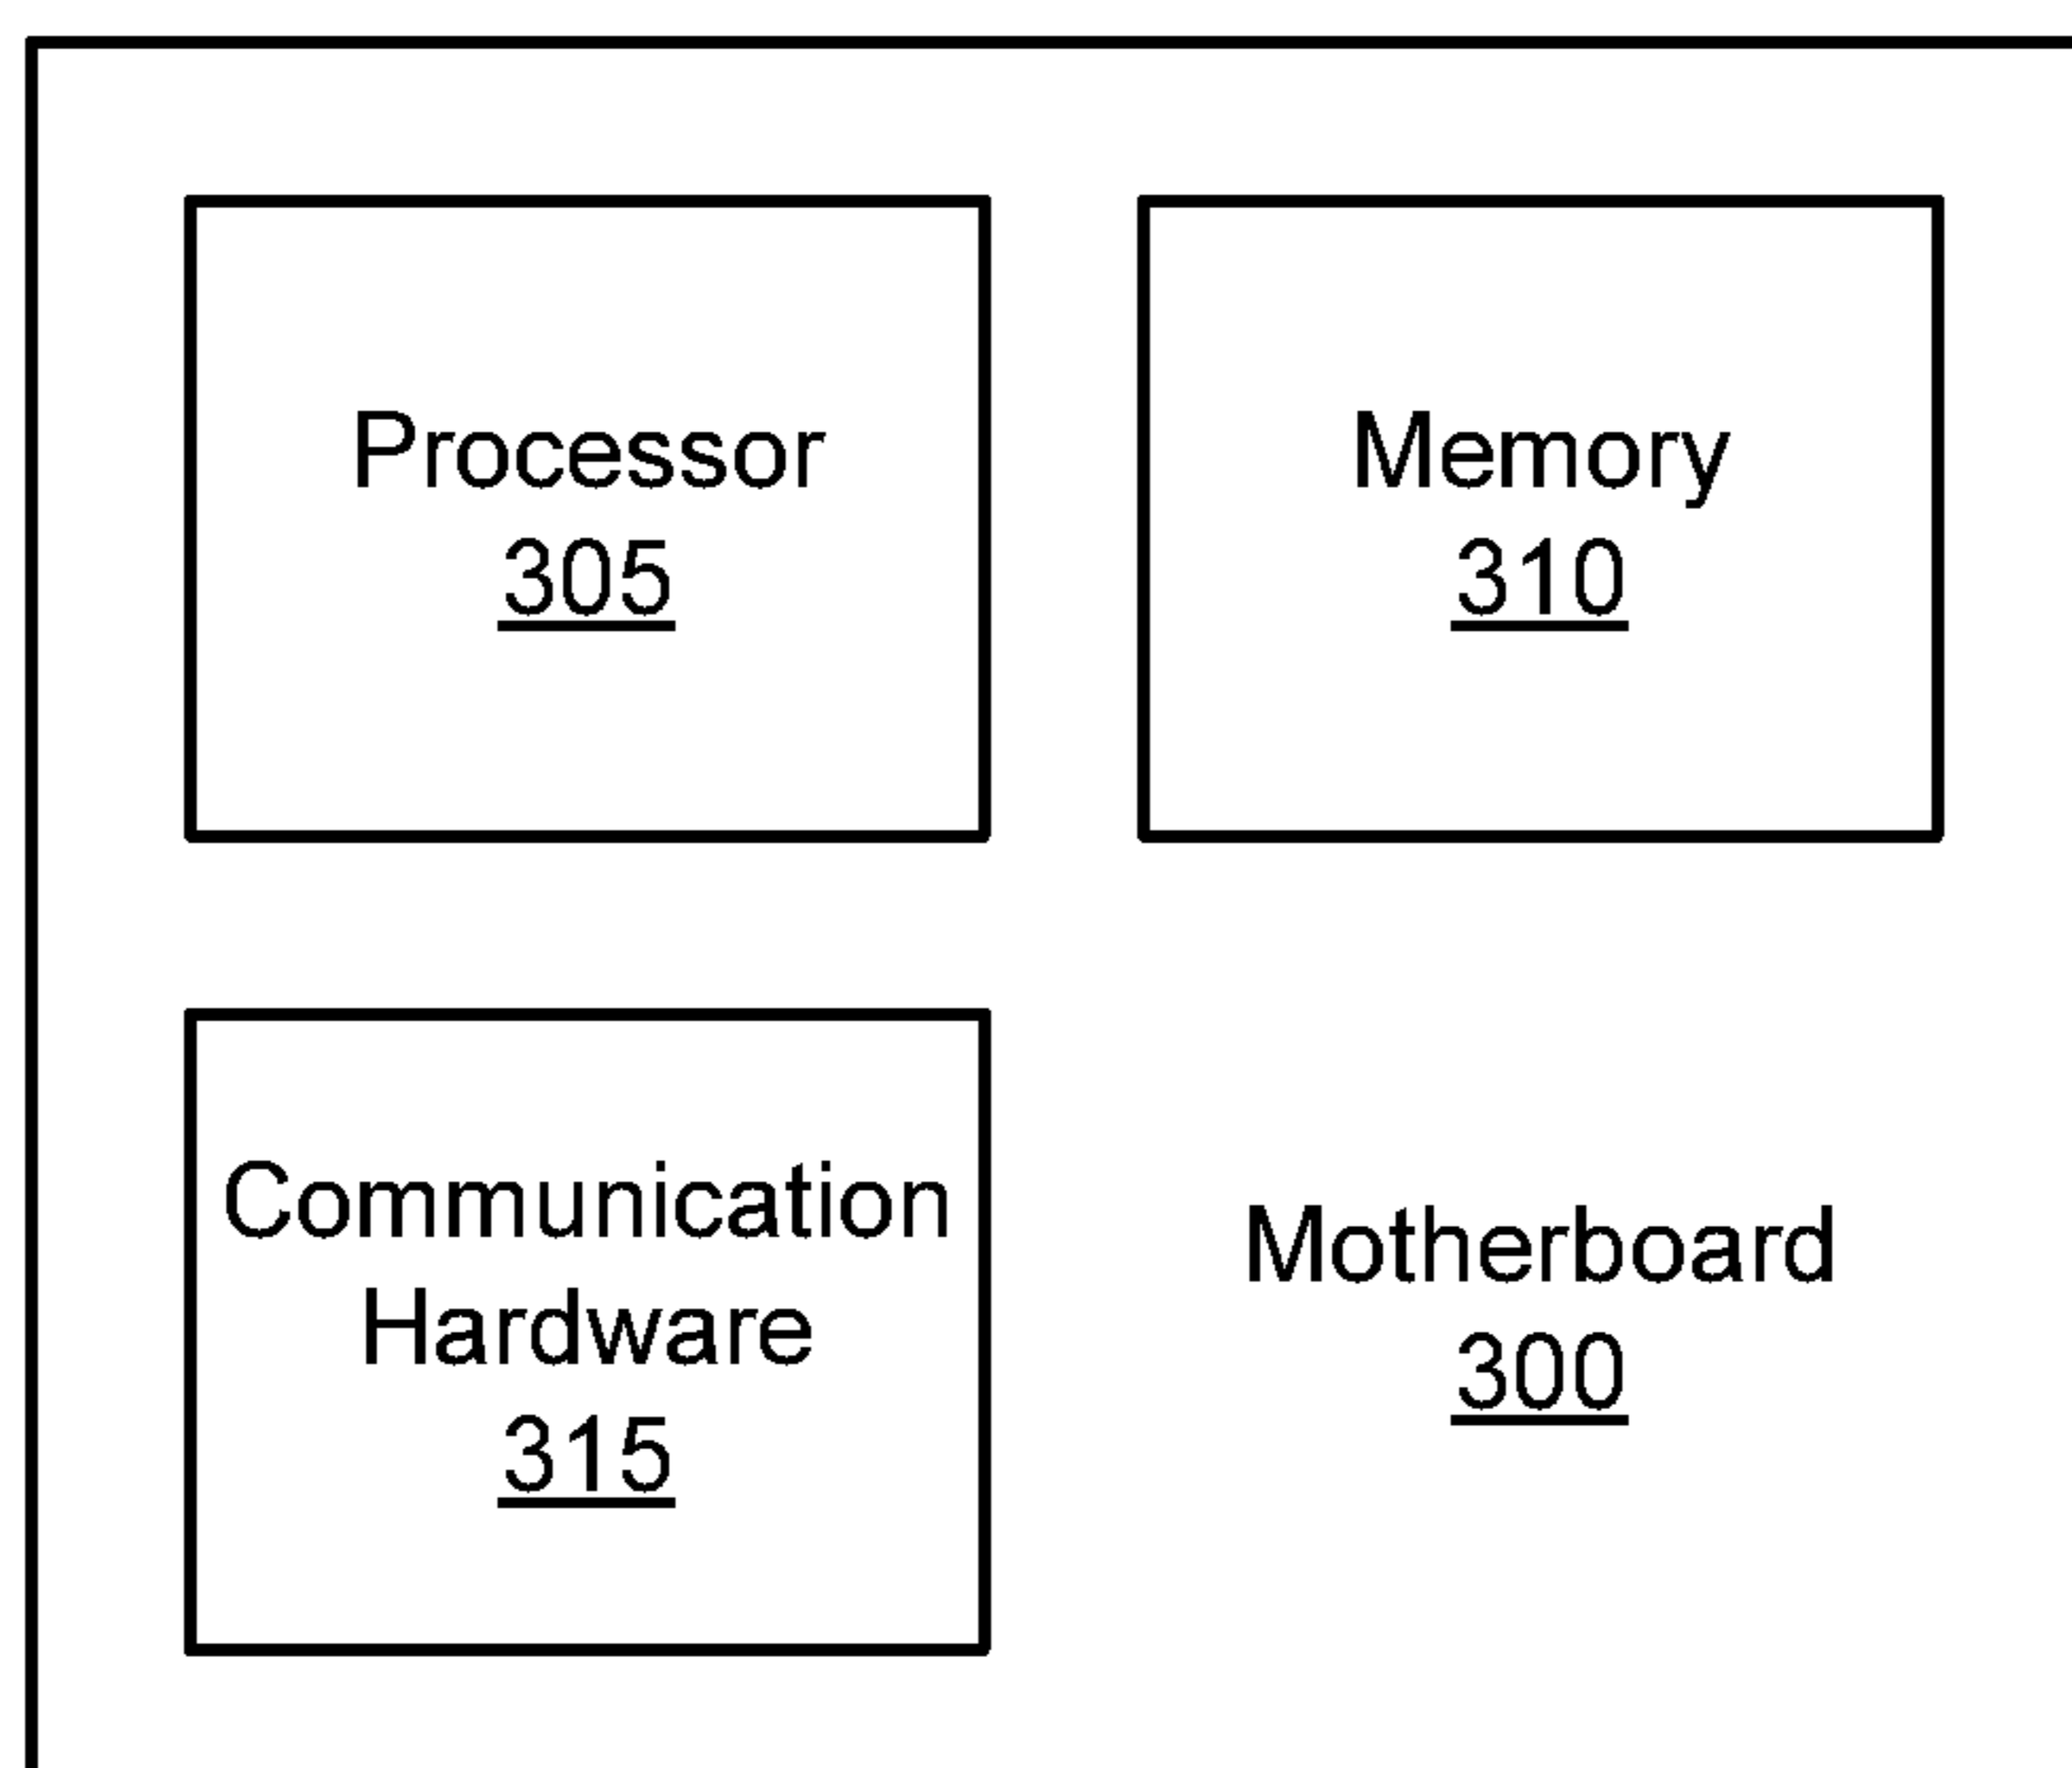 Processor
305
Memory
310
Communication
Hardware
315
Motherboard
300